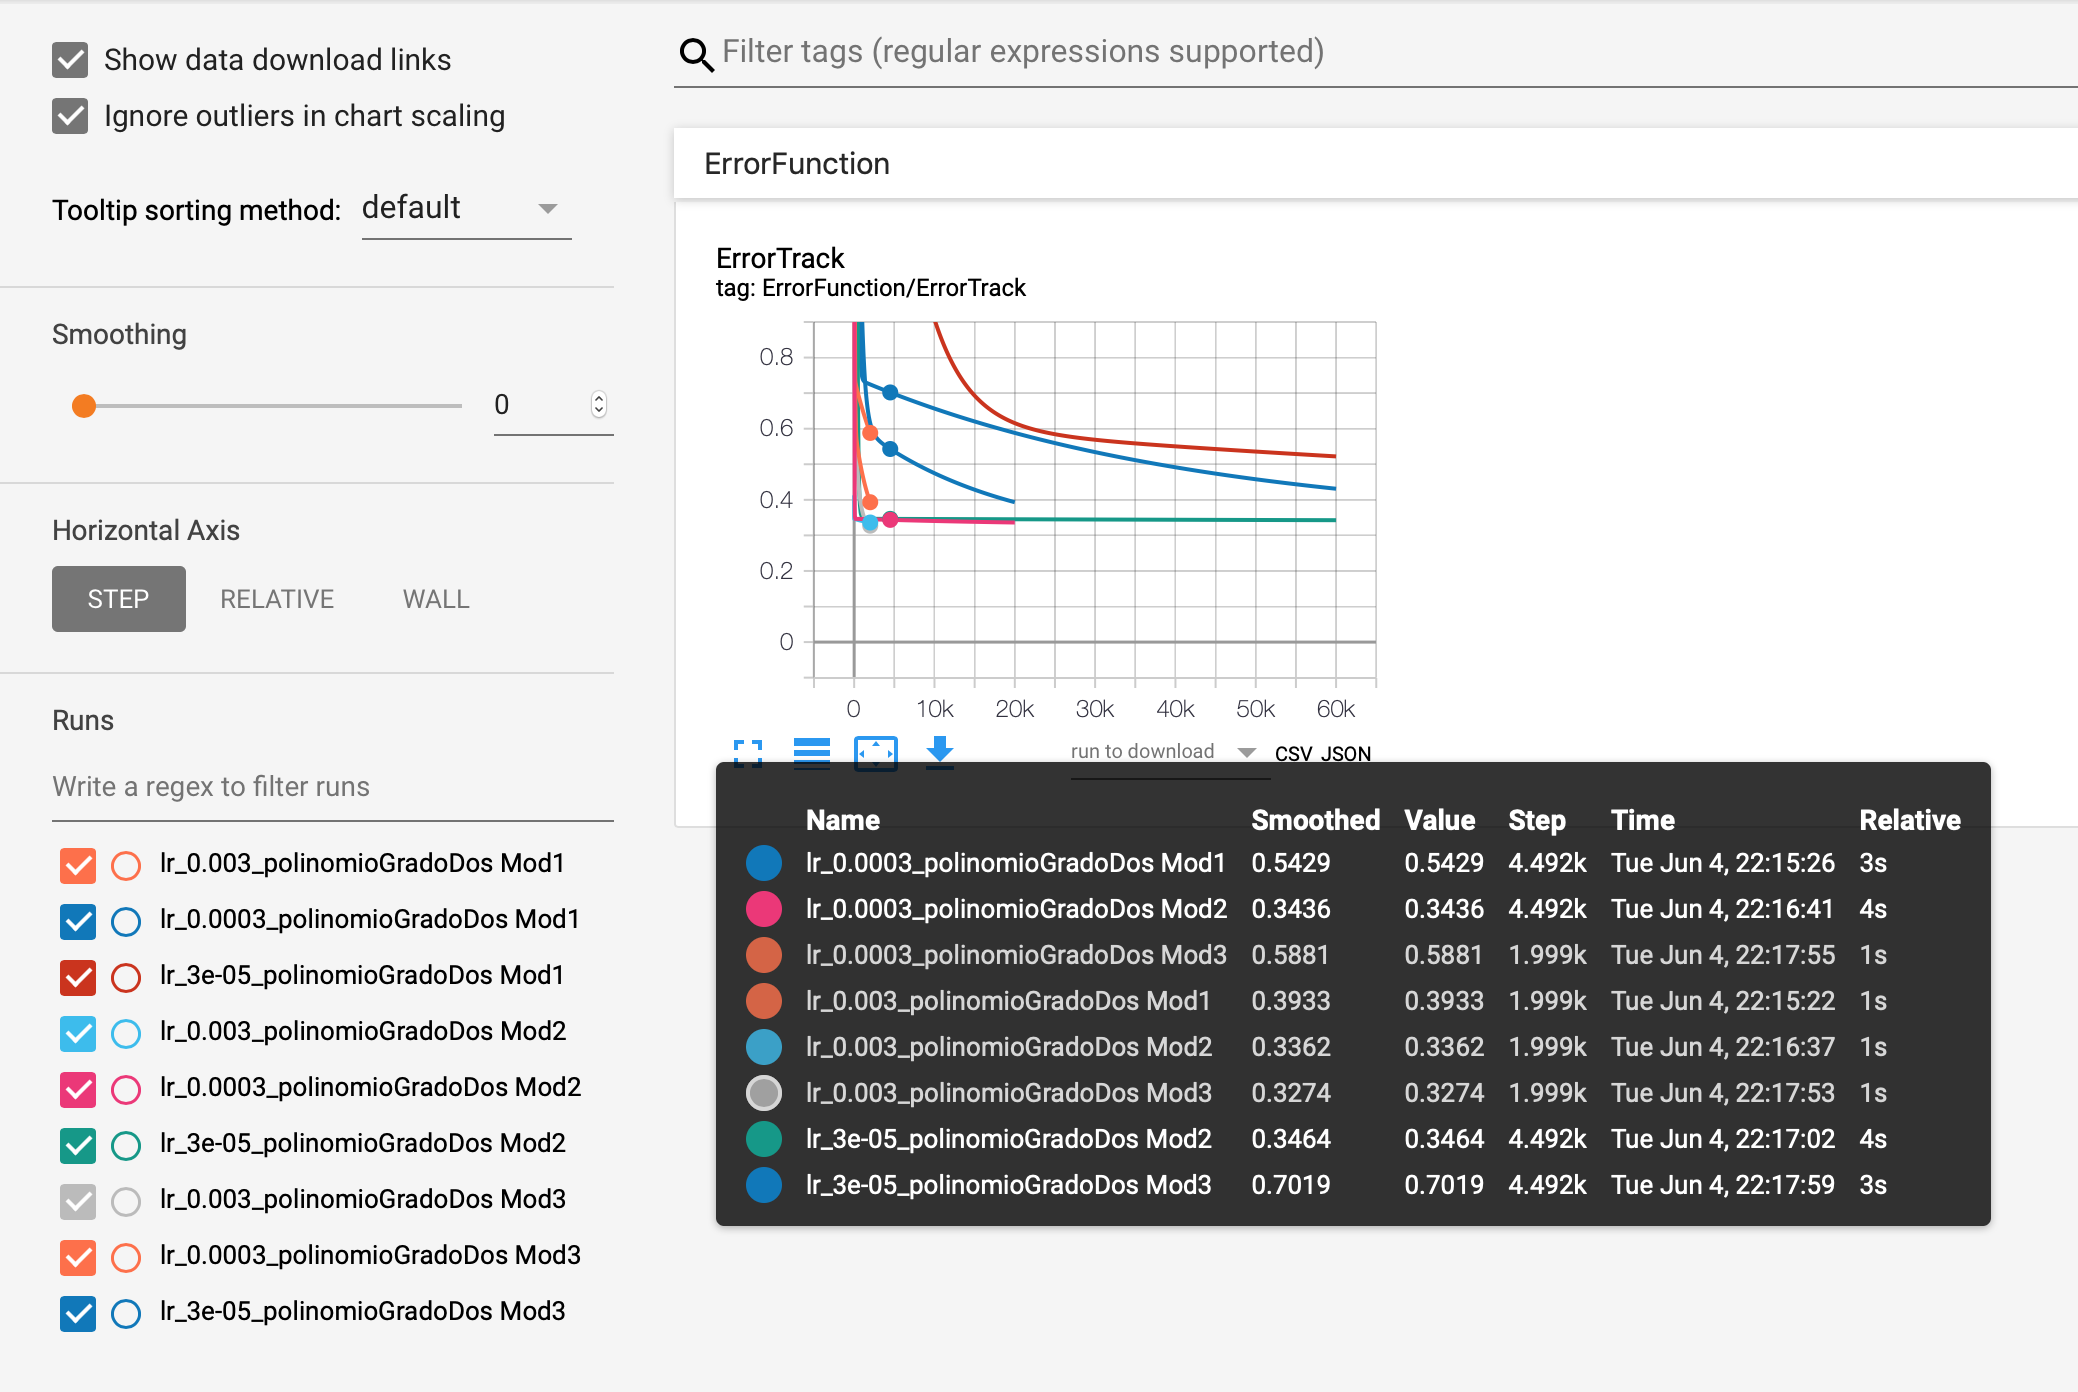 Show data download links
Ignore outliers in chart scaling
Tooltip sorting method: default
Smoothing
0
Horizontal Axis
STEP RELATIVE WALL
Runs
Write a regex to filter runs
lr_0.003_polinomioGradoDos Mod1
lr_0.0003_polinomioGradoDos Mod1
lr_3e-05_polinomioGradoDos Mod1
lr_0.003_polinomioGradoDos Mod2
lr_0.0003_polinomioGradoDos Mod2
lr_3e-05_polinomioGradoDos Mod2
lr_0.003_polinomioGradoDos Mod3
lr_0.0003_polinomioGradoDos Mod3
lr_3e-05_polinomioGradoDos Mod3
Filter tags (regular expressions supported)
ErrorFunction
ErrorTrack
tag: ErrorFunction/ErrorTrack
0.8
0.6
0.4
0.2
0
0 10k 20k 30k 40k 50k 60k
run to download CSV JSON
Name Smoothed Value Step Time Relative
lr_0.0003_polinomioGradoDos Mod1 0.5429 0.5429 4.492k Tue Jun 4, 22:15:26 3s
lr_0.0003_polinomioGradoDos Mod2 0.3436 0.3436 4.492k Tue Jun 4, 22:16:41 4s
lr_0.0003_polinomioGradoDos Mod3 0.5881 0.5881 1.999k Tue Jun 4, 22:17:55 1s
lr_0.003_polinomioGradoDos Mod1 0.3933 0.3933 1.999k Tue Jun 4, 22:15:22 1s
lr_0.003_polinomioGradoDos Mod2 0.3362 0.3362 1.999k Tue Jun 4, 22:16:37 1s
lr_0.003_polinomioGradoDos Mod3 0.3274 0.3274 1.999k Tue Jun 4, 22:17:53 1s
lr_3e-05_polinomioGradoDos Mod2 0.3464 0.3464 4.492k Tue Jun 4, 22:17:02 4s
lr_3e-05_polinomioGradoDos Mod3 0.7019 0.7019 4.492k Tue Jun 4, 22:17:59 3s